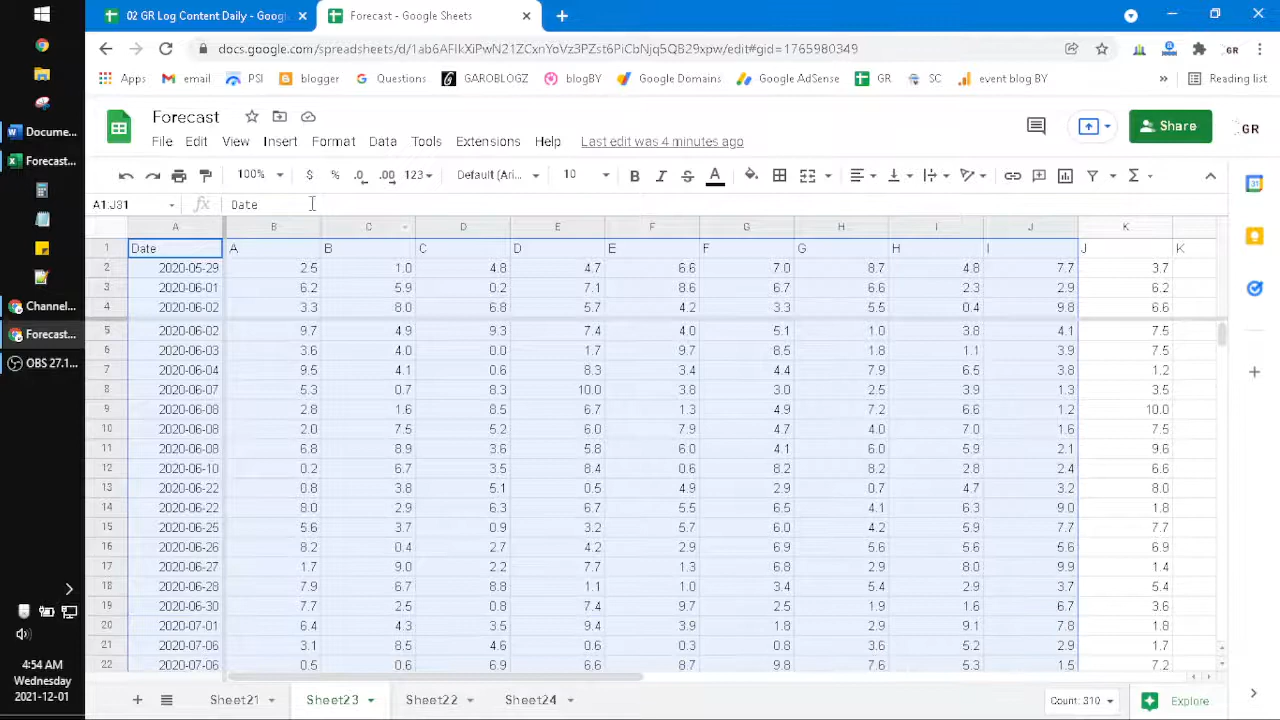 02 GR Log Content Daily - Googl
Forecast - Google Sheets
docs.google.com/spreadsheets/d/1ab6AFIkXiPwN21ZCxnYoVz3PZst6PiCbNjq5QB29xpw/edit#gid=1765980349
Apps email PSI blogger Questions GAROBLOGZ blogBY Google Domains Google AdSense GR SC event blog BY » Reading list
Forecast
Share
GR
File Edit View Insert Format Data Tools Extensions Help Last edit was 4 minutes ago
100% $ % .0 .00 123 Default (Ari... 10 B I S A
A1:J31 fx Date
A B C D E F G H I J K
1 Date A B C D E F G H I J K
2 2020-05-29 2.5 1.0 4.8 4.7 6.6 7.0 8.7 4.8 7.7 3.7
3 2020-06-01 6.2 5.9 0.2 7.1 8.6 6.7 6.6 2.3 2.9 6.2
4 2020-06-02 3.3 8.0 8.2 5.7 4.2 3.3 5.5 0.4 9.8 6.6
5 2020-06-02 9.7 4.9 9.3 7.4 4.0 5.1 1.0 3.8 4.1 7.5
6 2020-06-03 3.6 4.0 0.0 1.7 9.7 8.5 1.8 1.1 3.9 7.5
7 2020-06-04 9.5 4.1 0.6 8.3 3.4 4.4 7.9 6.5 3.8 1.2
8 2020-06-07 5.3 0.7 8.3 10.0 3.8 3.0 2.5 3.9 1.3 3.5
9 2020-06-08 2.8 1.6 8.5 6.7 1.3 4.9 7.2 6.6 1.2 10.0
10 2020-06-08 2.0 7.5 5.2 6.0 7.9 4.7 4.0 7.0 1.6 7.5
11 2020-06-08 6.8 8.9 3.6 5.8 6.0 4.1 6.0 5.9 2.1 9.6
12 2020-06-10 0.2 6.7 3.5 8.4 0.6 8.2 8.2 2.8 2.4 6.6
13 2020-06-22 0.8 3.8 5.1 0.5 4.9 2.9 0.7 4.7 3.2 8.0
14 2020-06-22 8.0 2.9 6.3 6.7 5.5 6.5 4.1 6.3 9.0 1.8
15 2020-06-25 5.6 3.7 0.9 3.2 5.7 6.0 4.2 5.9 7.7 7.7
16 2020-06-26 8.2 0.4 2.7 4.2 2.9 6.9 5.6 5.6 5.6 6.9
17 2020-06-27 1.7 9.0 2.2 7.7 1.3 6.8 2.9 8.0 9.9 1.4
18 2020-06-28 7.9 6.7 8.8 1.1 1.0 8.4 5.4 2.9 3.7 5.4
19 2020-06-30 7.7 2.5 0.8 7.4 9.7 2.5 1.9 1.6 6.7 3.6
20 2020-07-01 6.4 4.3 3.5 9.4 3.9 1.8 2.9 9.1 7.8 1.8
21 2020-07-06 3.1 8.5 4.6 0.6 0.3 0.8 3.6 5.2 2.9 1.7
22 2020-07-06 0.5 0.6 6.9 6.6 8.7 9.8 7.6 5.3 1.5 7.2
Sheet21 Sheet23 Sheet22 Sheet24 Count: 310 Explore
Docume...
Forecast...
Channel...
Forecast...
OBS 27.1...
4:54 AM
Wednesday
2021-12-01